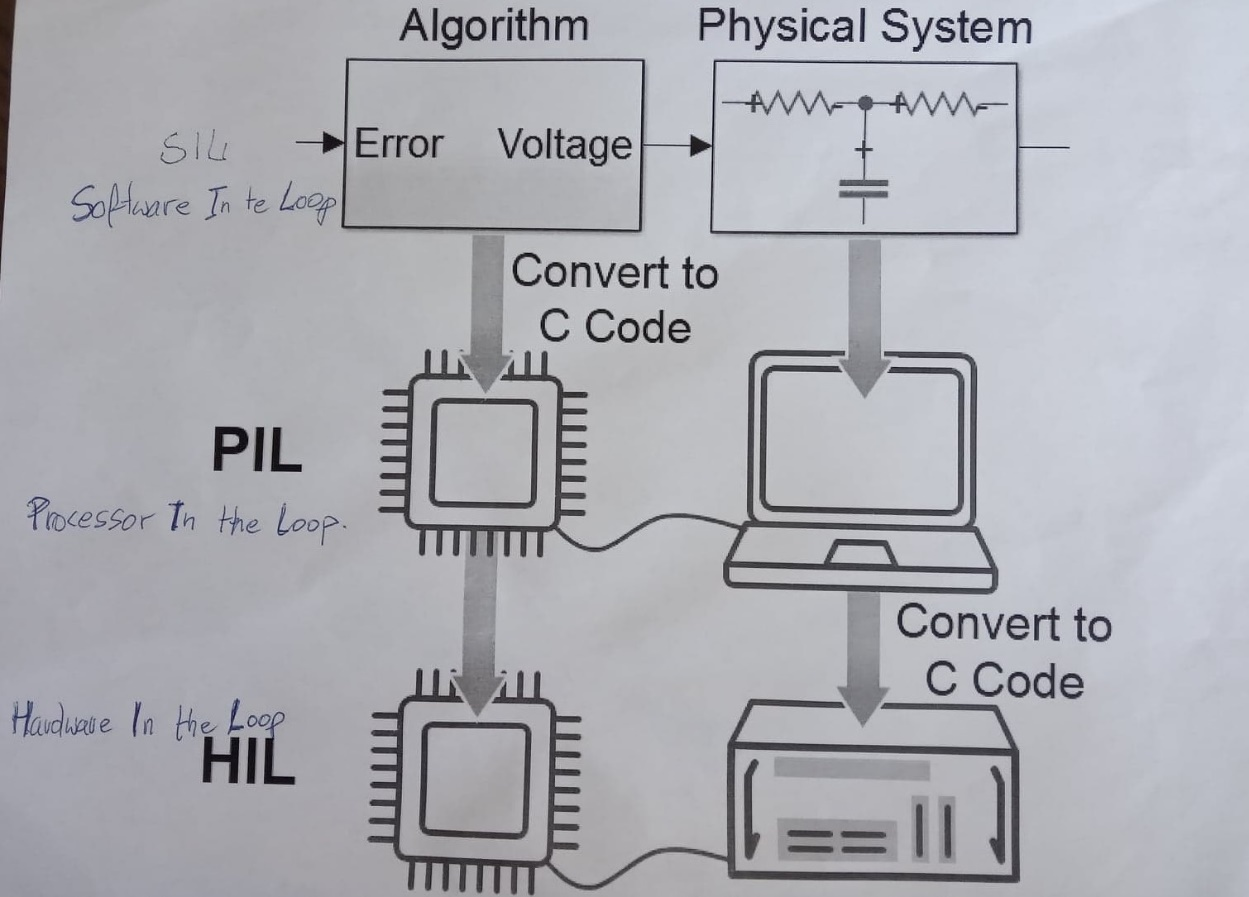 Algorithm
Physical System
Error
Voltage
SIL
Software In te Loop
Convert to
C Code
PIL
Processor In the Loop.
Convert to
C Code
Hardware In the Loop
HIL